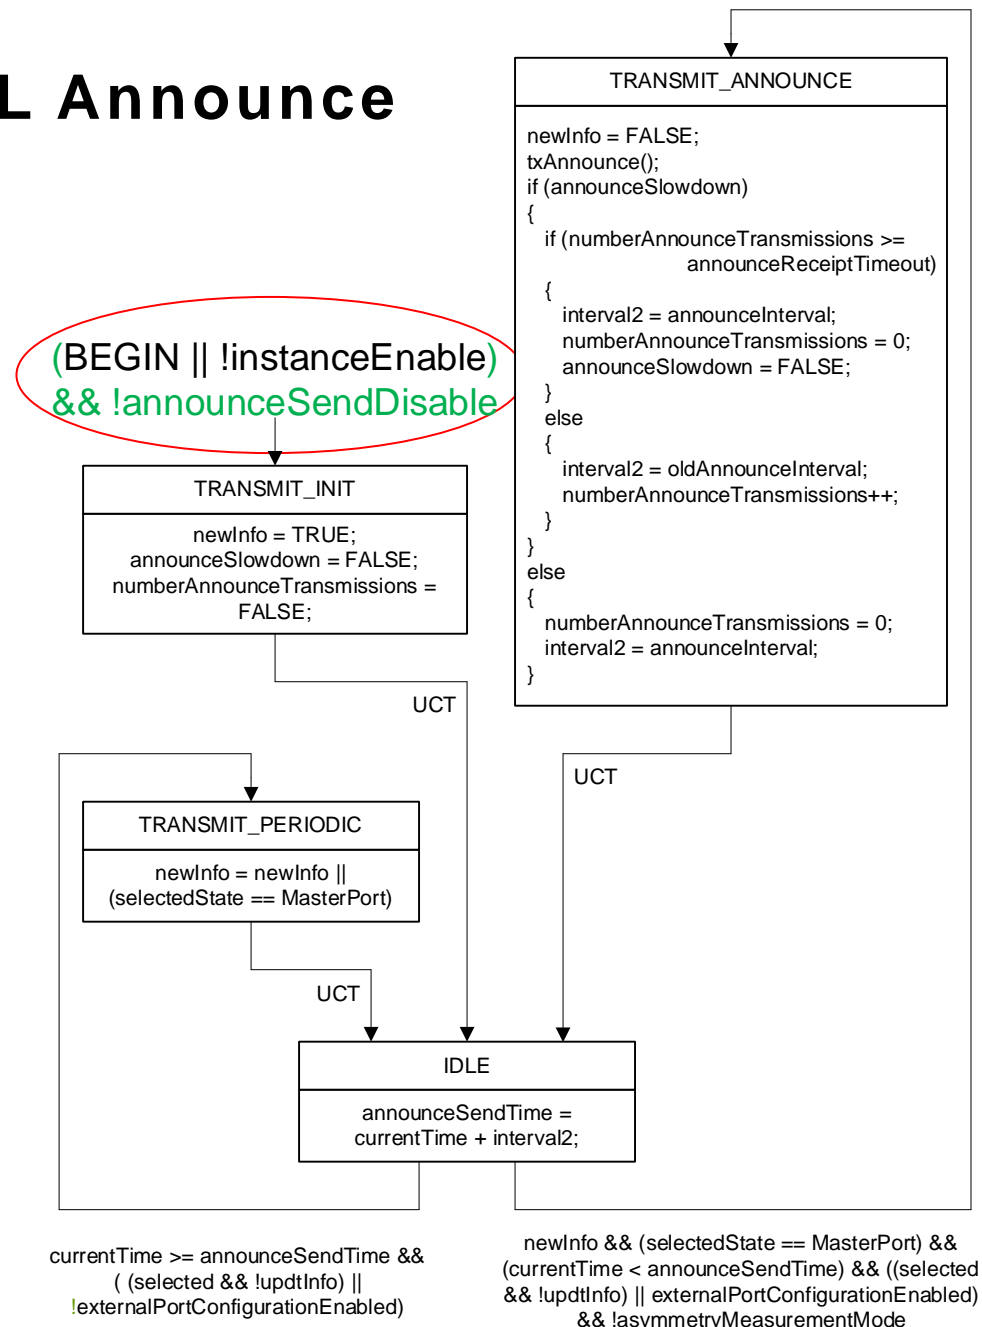 L Announce
TRANSMIT_ANNOUNCE
newInfo = FALSE;
txAnnounce();
if (announceSlowdown)
{
if (numberAnnounceTransmissions >=
announceReceiptTimeout)
{
interval2 = announceInterval;
numberAnnounceTransmissions = 0;
announceSlowdown = FALSE;
}
else
{
interval2 = oldAnnounceInterval;
numberAnnounceTransmissions++;
}
}
else
{
numberAnnounceTransmissions = 0;
interval2 = announceInterval;
}
(BEGIN || !instanceEnable)
&& !announceSendDisable
TRANSMIT_INIT
newInfo = TRUE;
announceSlowdown = FALSE;
numberAnnounceTransmissions =
FALSE;
UCT
UCT
TRANSMIT_PERIODIC
newInfo = newInfo ||
(selectedState == MasterPort)
UCT
IDLE
announceSendTime =
currentTime + interval2;
currentTime >= announceSendTime &&
( (selected && !updtInfo) ||
!externalPortConfigurationEnabled)
newInfo && (selectedState == MasterPort) &&
(currentTime < announceSendTime) && ((selected
&& !updtInfo) || externalPortConfigurationEnabled)
&& !asymmetryMeasurementMode